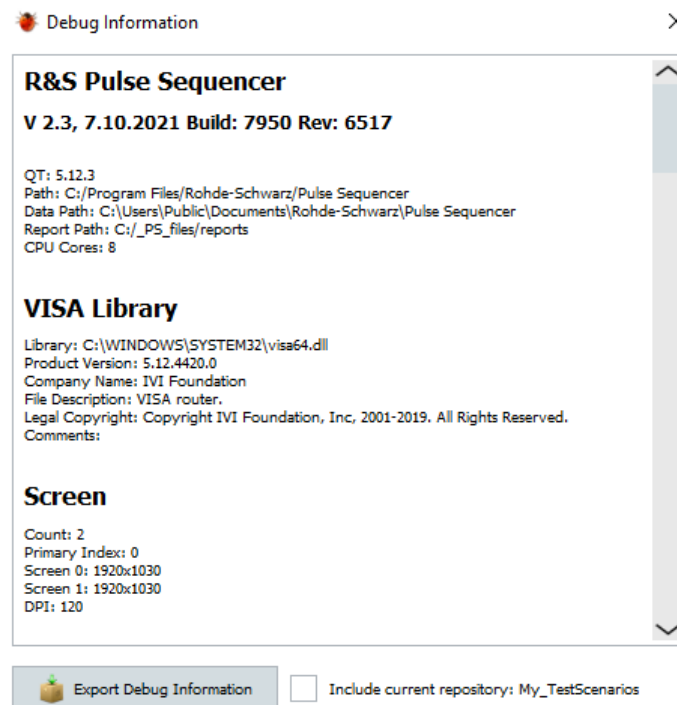 Debug Information
R&S Pulse Sequencer
V 2.3, 7.10.2021 Build: 7950 Rev: 6517
QT: 5.12.3
Path: C:/Program Files/Rohde-Schwarz/Pulse Sequencer
Data Path: C:\Users\Public\Documents\Rohde-Schwarz\Pulse Sequencer
Report Path: C:/_PS_files/reports
CPU Cores: 8
VISA Library
Library: C:\WINDOWS\SYSTEM32\visa64.dll
Product Version: 5.12.4420.0
Company Name: IVI Foundation
File Description: VISA router.
Legal Copyright: Copyright IVI Foundation, Inc, 2001-2019. All Rights Reserved.
Comments:
Screen
Count: 2
Primary Index: 0
Screen 0: 1920x1030
Screen 1: 1920x1030
DPI: 120
Export Debug Information
Include current repository: My_TestScenarios